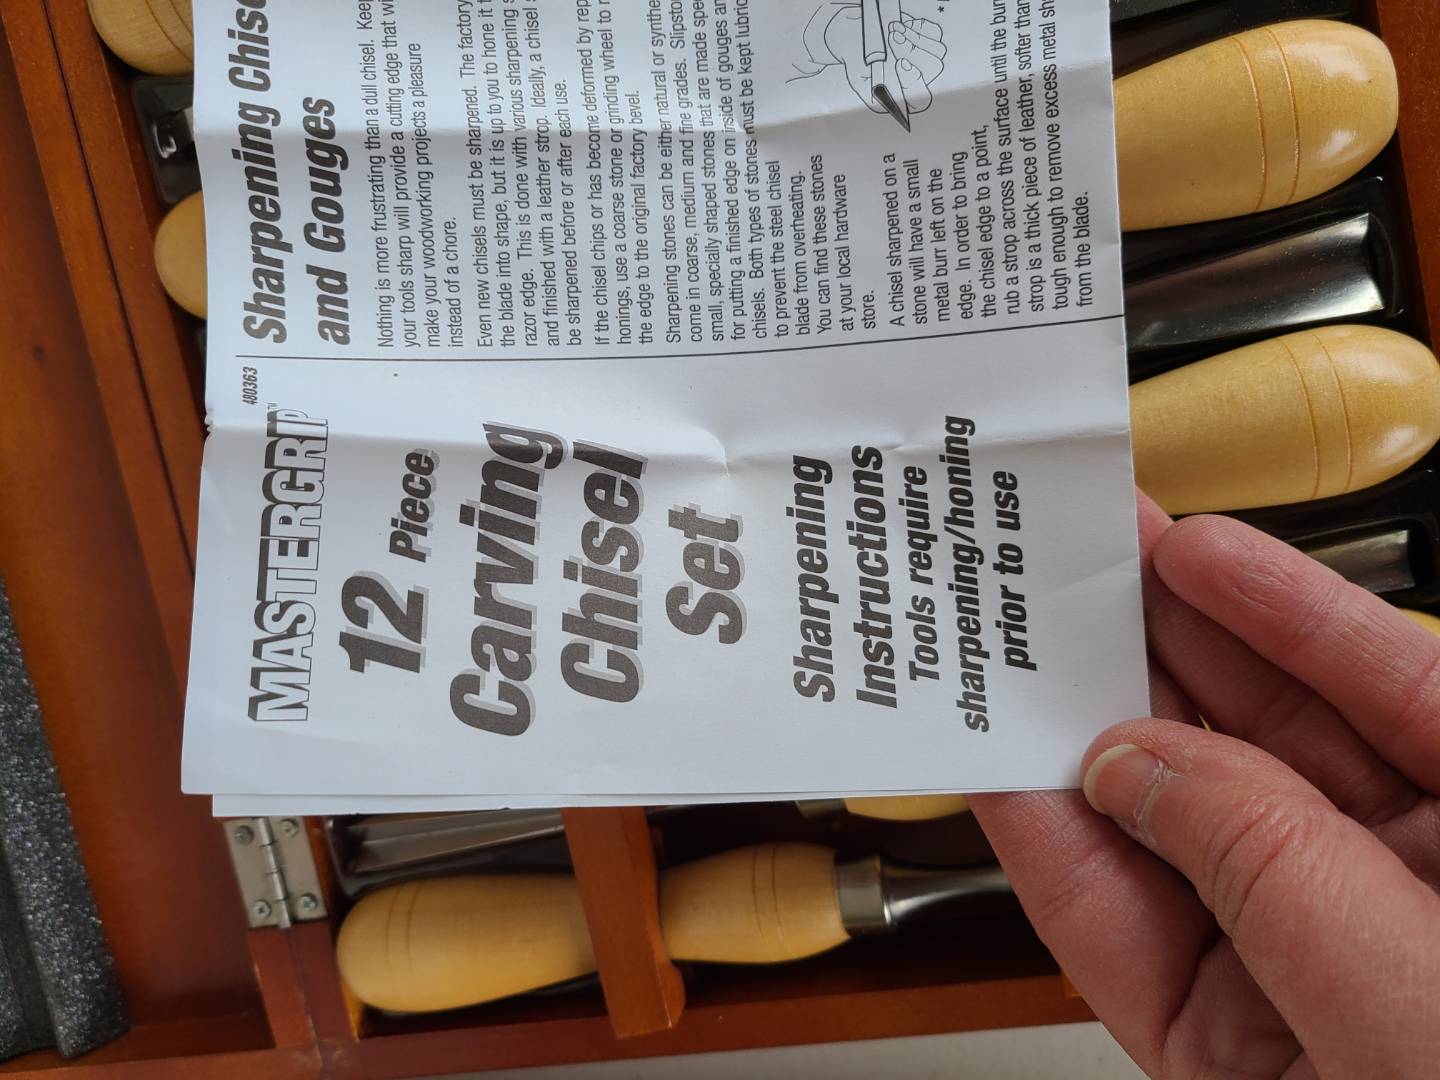 480363
MASTERGRIP™
12 Piece
Carving
Chisel
Set
Sharpening
Instructions
Tools require
sharpening/honing
prior to use
Sharpening
and Gouges
Nothing is more frustrating than a dull chisel. Keep
your tools sharp will provide a cutting edge that
make your woodworking projects a pleasure
instead of a chore.
Even new chisels must be sharpened. The factory
the blade into shape, but it is up to you to hone it
razor edge. This is done with various sharpening
and finished with a leather strop. Ideally, a chisel
be sharpened before or after each use.
If the chisel chips or has become deformed by
honings, use a coarse stone or grinding wheel to
the edge to the original factory bevel.
Sharpening stones can be either natural or
come in coarse, medium and fine grades.
small, specially shaped stones that are made
for putting a finished edge on inside of gouges
chisels. Both types of stones must be kept
to prevent the steel chisel
blade from overheating.
You can find these stones
at your local hardware
store.
A chisel sharpened on a
stone will have a small
metal burr left on the
edge. In order to bring
the chisel edge to a point,
rub a strop across the surface until the
strop is a thick piece of leather, softer than
tough enough to remove excess metal
from the blade.